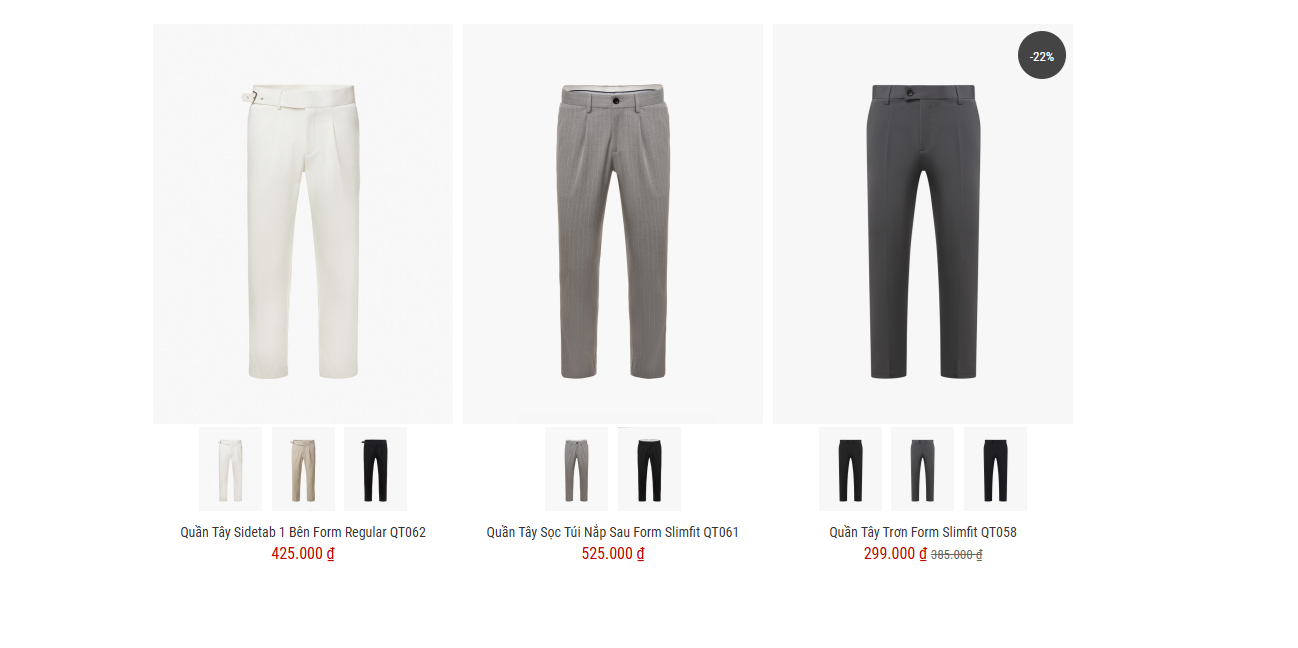 -22%
Quần Tây Sidetab 1 Bên Form Regular QT062
425.000 ₫
Quần Tây Sọc Túi Nắp Sau Form Slimfit QT061
525.000 ₫
Quần Tây Trơn Form Slimfit QT058
299.000 ₫ 385.000 ₫